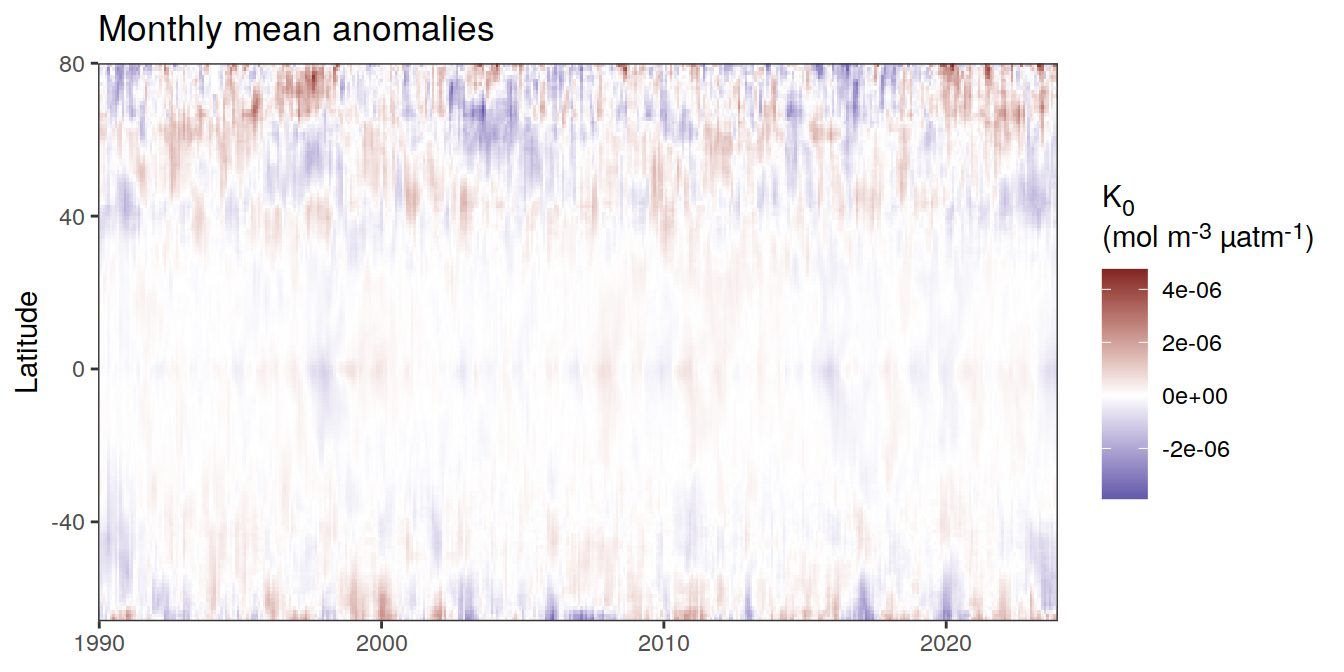 Monthly mean anomalies
80
40
0
-40
Latitude
1990
2000
2010
2020
K₀
(mol m⁻³ µatm⁻¹)
4e-06
2e-06
0e+00
-2e-06